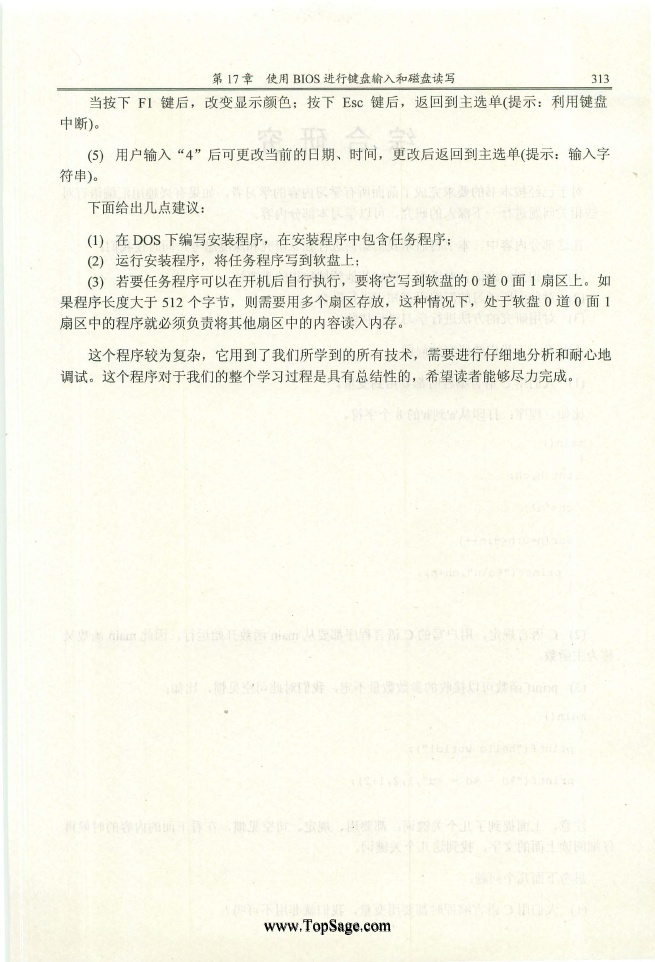 第 17 章 使用 BIOS 进行键盘输入和磁盘读写 313
当按下 F1 键后，改变显示颜色；按下 Esc 键后，返回到主选单(提示：利用键盘
中断)。
(5) 用户输入“4”后可更改当前的日期、时间，更改后返回到主选单(提示：输入字
符串)。
下面给出几点建议：
(1) 在 DOS 下编写安装程序，在安装程序中包含任务程序；
(2) 运行安装程序，将任务程序写到软盘上；
(3) 若要任务程序可以在开机后自行执行，要将它写到软盘的 0 道 0 面 1 扇区上。如
果程序长度大于 512 个字节，则需要用多个扇区存放，这种情况下，处于软盘 0 道 0 面 1
扇区中的程序就必须负责将其他扇区中的内容读入内存。
这个程序较为复杂，它用到了我们所学到的所有技术，需要进行仔细地分析和耐心地
调试。这个程序对于我们的整个学习过程是具有总结性的，希望读者能够尽力完成。
www.TopSage.com